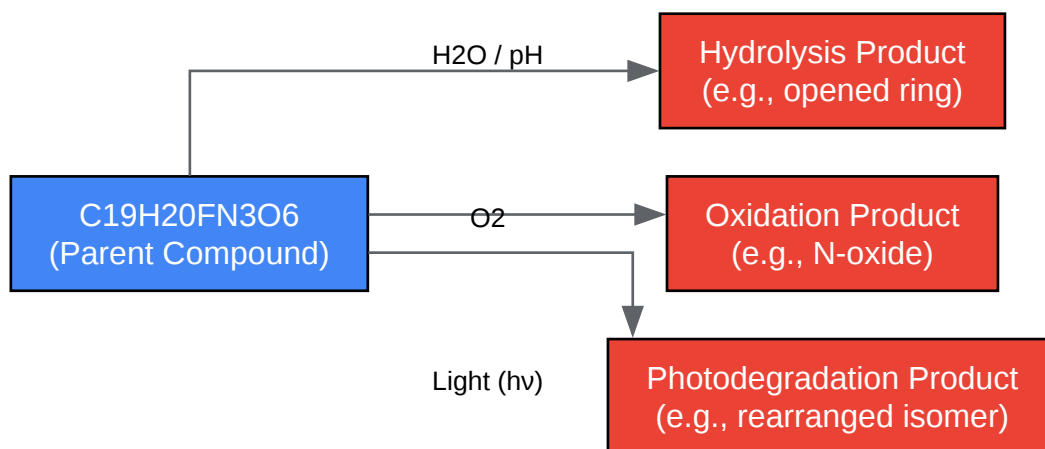 H2O / pH
Hydrolysis Product
(e.g., opened ring)
C19H20FN3O6
(Parent Compound)
O2
Oxidation Product
(e.g., N-oxide)
Light (hν)
Photodegradation Product
(e.g., rearranged isomer)